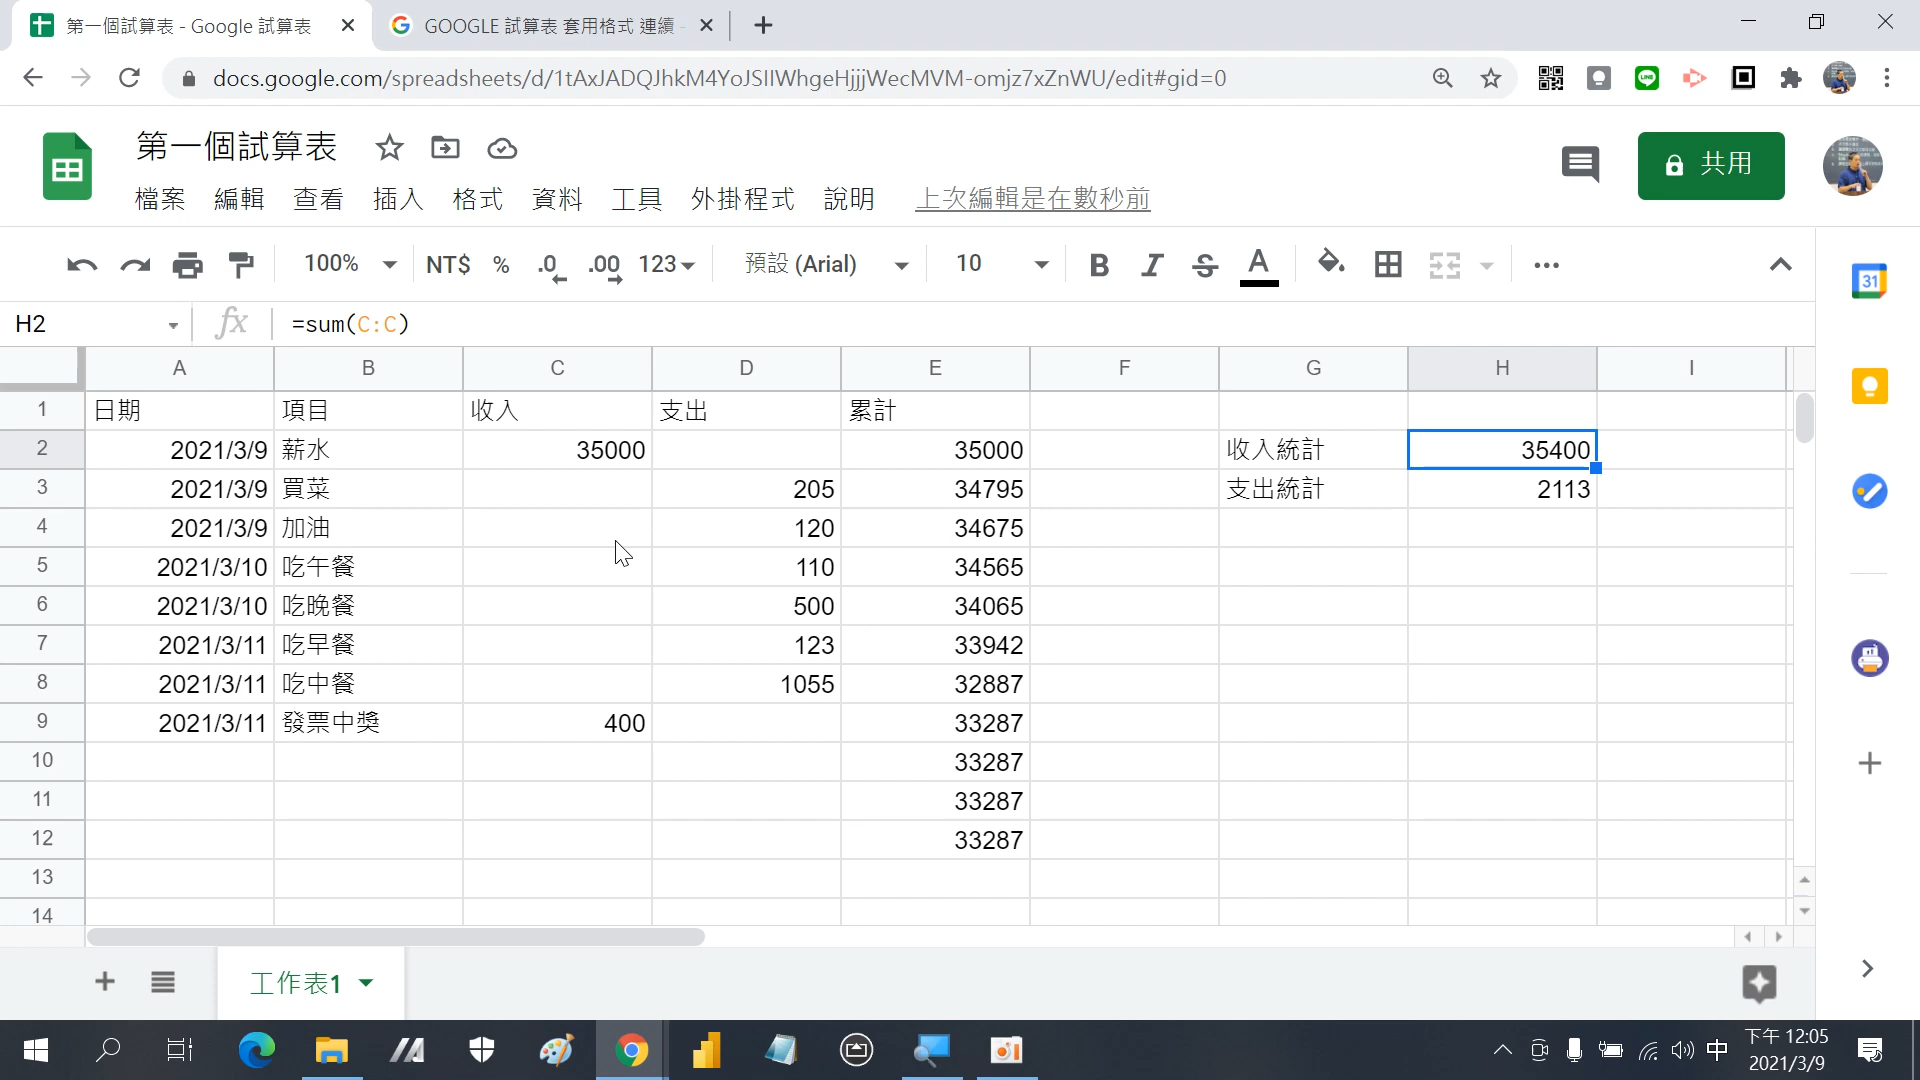 第一個試算表 - Google 試算表
GOOGLE 試算表 套用格式 連續
docs.google.com/spreadsheets/d/1tAxJADQJhkM4YoJSIIWhgeHjjjWecMVM-omjz7xZnWU/edit#gid=0
第一個試算表
共用
檔案 編輯 查看 插入 格式 資料 工具 外掛程式 說明 上次編輯是在數秒前
100% NT$ % .0 .00 123 預設 (Arial) 10 B I S A
31
H2 fx =sum(C:C)
A B C D E F G H I
1 日期 項目 收入 支出 累計
2 2021/3/9 薪水 35000 35000 收入統計 35400
3 2021/3/9 買菜 205 34795 支出統計 2113
4 2021/3/9 加油 120 34675
5 2021/3/10 吃午餐 110 34565
6 2021/3/10 吃晚餐 500 34065
7 2021/3/11 吃早餐 123 33942
8 2021/3/11 吃中餐 1055 32887
9 2021/3/11 發票中獎 400 33287
10 33287
11 33287
12 33287
13
14
工作表1
中
下午 12:05
2021/3/9